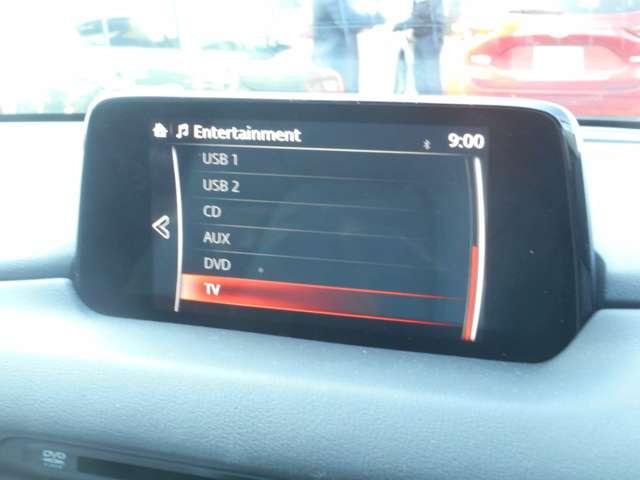 Entertainment
9:00
USB 1
USB 2
CD
AUX
DVD
TV
DVD